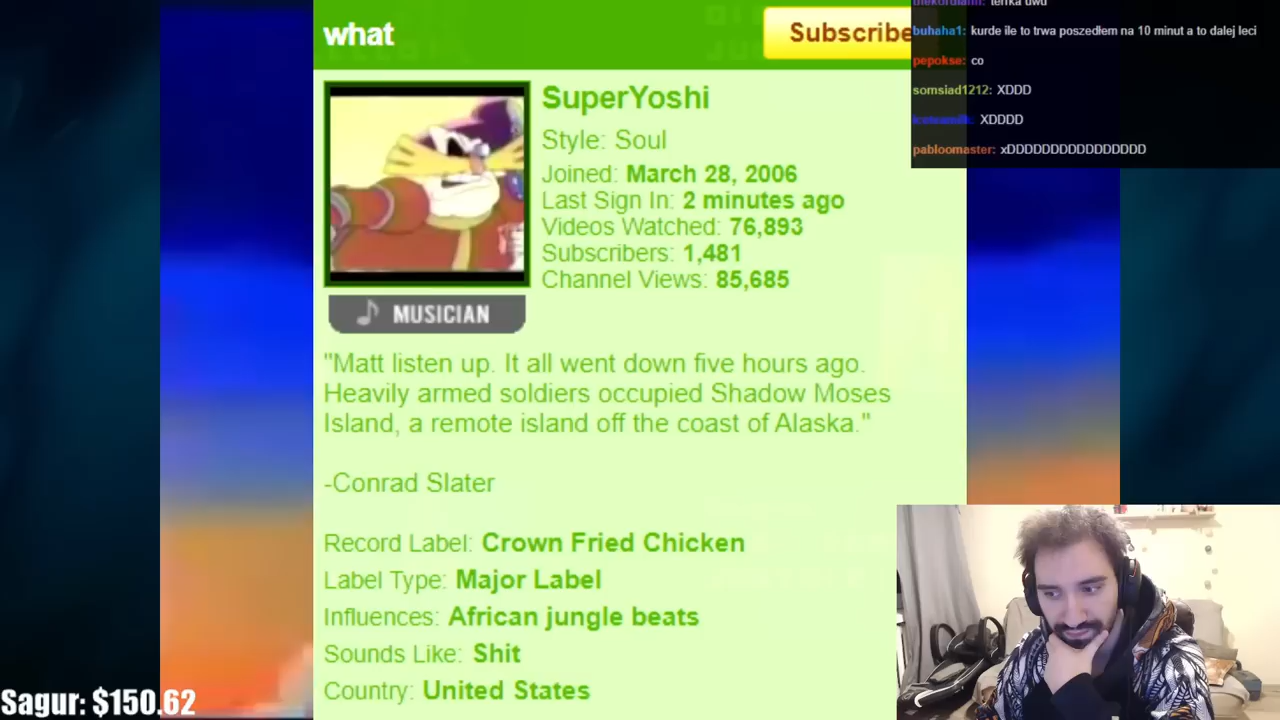 what
Subscribe
SuperYoshi
Style: Soul
Joined: March 28, 2006
Last Sign In: 2 minutes ago
Videos Watched: 76,893
Subscribers: 1,481
Channel Views: 85,685
MUSICIAN
"Matt listen up. It all went down five hours ago.
Heavily armed soldiers occupied Shadow Moses
Island, a remote island off the coast of Alaska."
-Conrad Slater
Record Label: Crown Fried Chicken
Label Type: Major Label
Influences: African jungle beats
Sounds Like: Shit
Country: United States
buhaha1: kurde ile to trwa poszedłem na 10 minut a to dalej leci
pepokse: co
somsiad1212: XDDD
XDDDD
pabloomaster: xDDDDDDDDDDDDDDDD
Sagur: $150.62